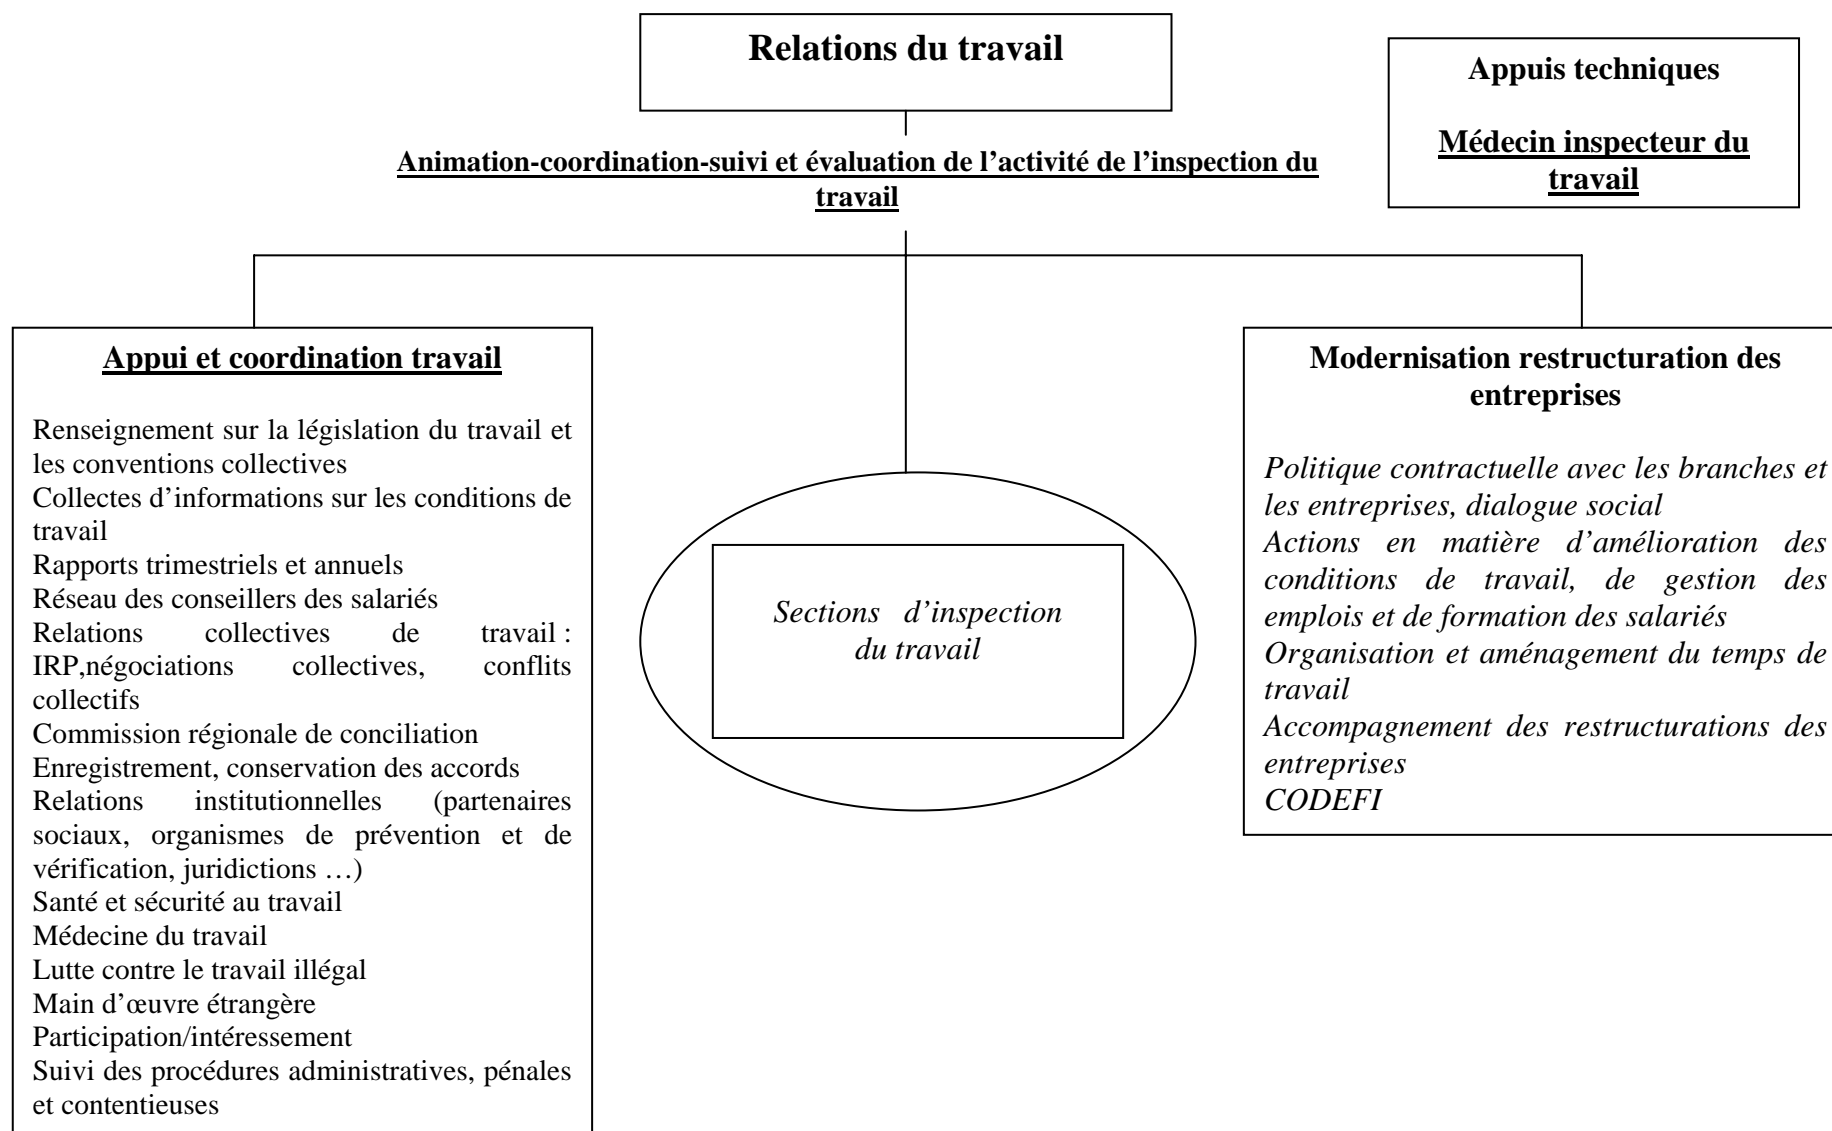 Relations du travail
Appuis techniques
Médecin inspecteur du
travail
Animation-coordination-suivi et évaluation de l’activité de l’inspection du
travail
Appui et coordination travail
Renseignement sur la législation du travail et
les conventions collectives
Collectes d’informations sur les conditions de
travail
Rapports trimestriels et annuels
Réseau des conseillers des salariés
Relations collectives de travail :
IRP,négociations collectives, conflits
collectifs
Commission régionale de conciliation
Enregistrement, conservation des accords
Relations institutionnelles (partenaires
sociaux, organismes de prévention et de
vérification, juridictions …)
Santé et sécurité au travail
Médecine du travail
Lutte contre le travail illégal
Main d’œuvre étrangère
Participation/intéressement
Suivi des procédures administratives, pénales
et contentieuses
Sections d’inspection
du travail
Modernisation restructuration des
entreprises
Politique contractuelle avec les branches et
les entreprises, dialogue social
Actions en matière d’amélioration des
conditions de travail, de gestion des
emplois et de formation des salariés
Organisation et aménagement du temps de
travail
Accompagnement des restructurations des
entreprises
CODEFI